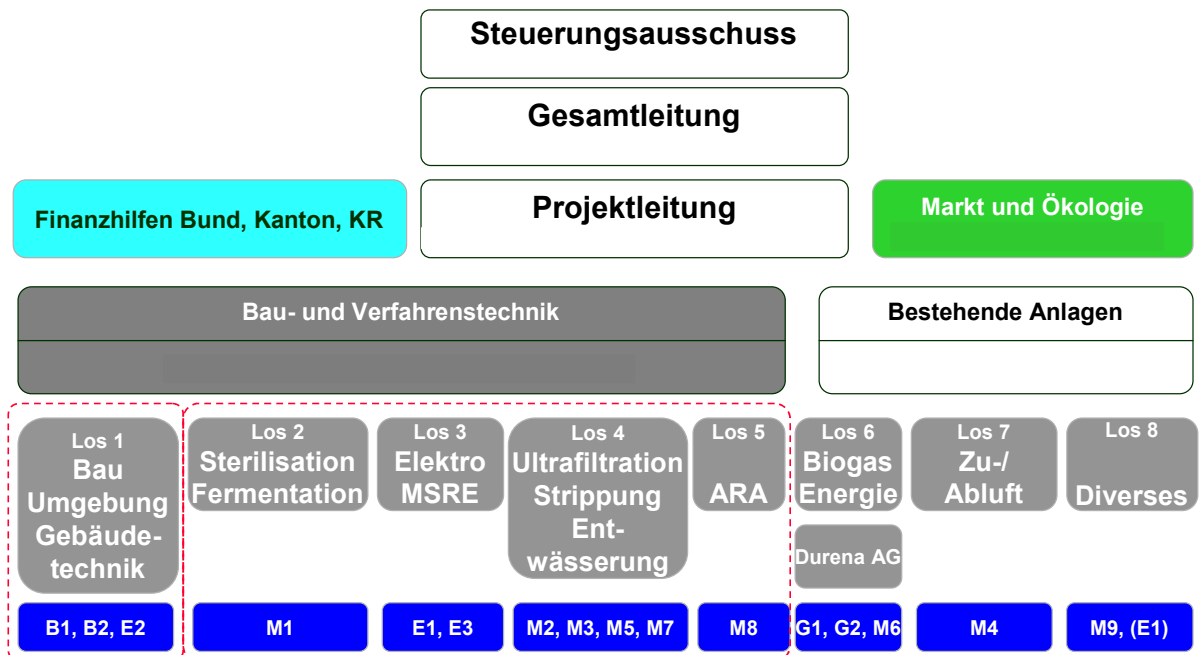 Steuerungsausschuss
Gesamtleitung
Finanzhilfen Bund, Kanton, KR
Projektleitung
Markt und Ökologie
Bau- und Verfahrenstechnik
Bestehende Anlagen
Los 1
Bau
Umgebung
Gebäude-
technik
Los 2
Sterilisation
Fermentation
Los 3
Elektro
MSRE
Los 4
Ultrafiltration
Strippung
Ent-
wässerung
Los 5
ARA
Los 6
Biogas
Energie
Los 7
Zu-/
Abluft
Los 8
Diverses
Durena AG
B1, B2, E2
M1
E1, E3
M2, M3, M5, M7
M8
G1, G2, M6
M4
M9, (E1)